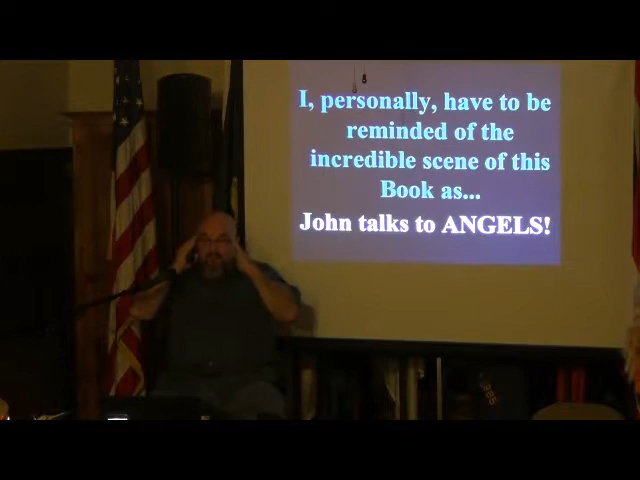 I, personally, have to be
reminded of the
incredible scene of this
Book as...
John talks to ANGELS!